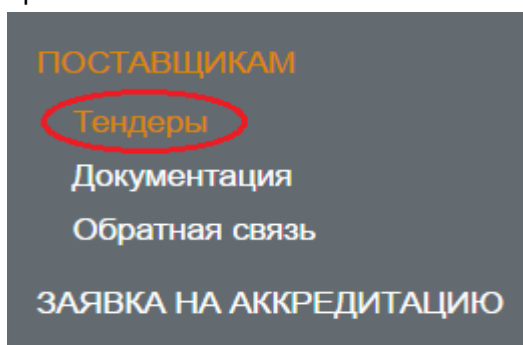 ПОСТАВЩИКАМ
Тендеры
Документация
Обратная связь
ЗАЯВКА НА АККРЕДИТАЦИЮ